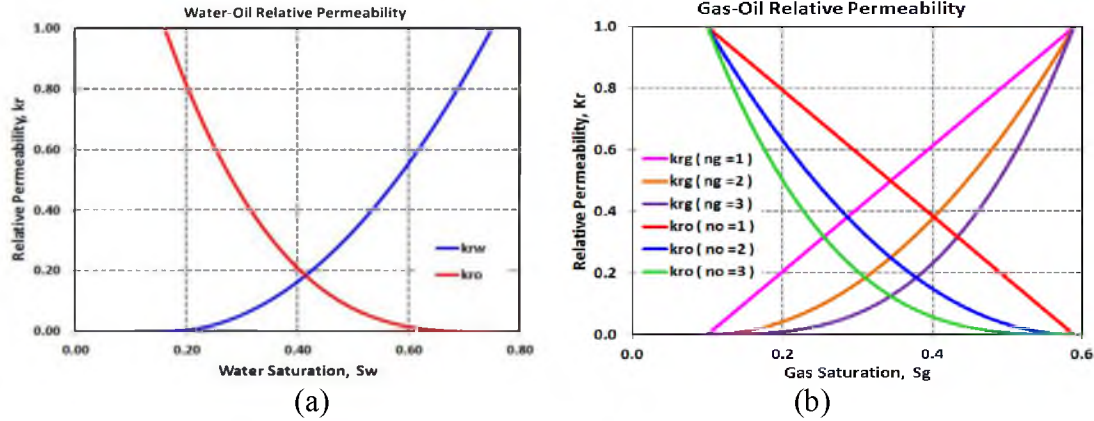 Water-Oil Relative Permeability
Relative Permeability, kr
1.00
0.80
0.60
0.40
0.20
0.00
krw
kro
0.00 0.20 0.40 0.60 0.80
Water Saturation, Sw
(a)
Gas-Oil Relative Permeability
Relative Permeability, Kr
1.0
0.8
0.6
0.4
0.2
0.0
krg ( ng =1 )
krg ( ng =2 )
krg ( ng =3 )
kro ( no =1 )
kro ( no =2 )
kro ( no =3 )
0.0 0.2 0.4 0.6
Gas Saturation, Sg
(b)